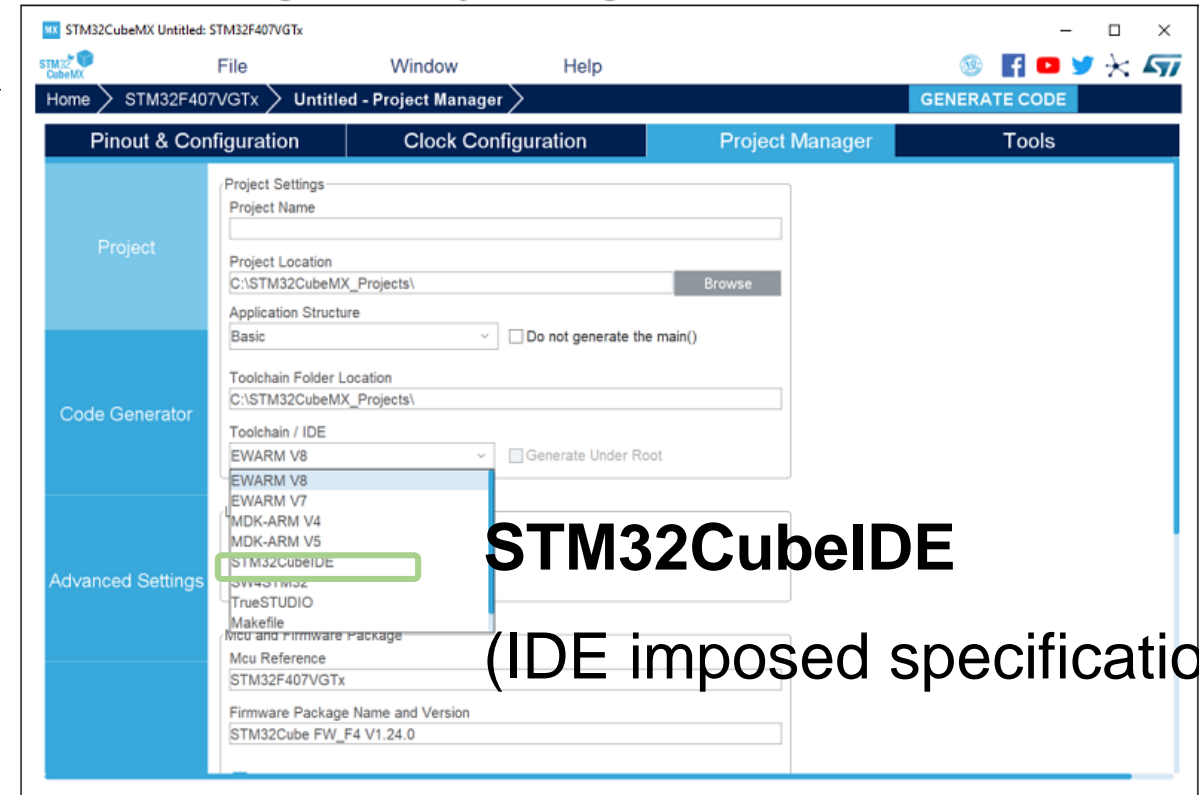 MX STM32CubeMX Untitled: STM32F407VGTx
STM32 CubeMX File Window Help
Home STM32F407VGTx Untitled - Project Manager GENERATE CODE
Pinout & Configuration Clock Configuration Project Manager Tools
Project
Code Generator
Advanced Settings
Project Settings
Project Name
Project Location
C:\STM32CubeMX_Projects\ Browse
Application Structure
Basic Do not generate the main()
Toolchain Folder Location
C:\STM32CubeMX_Projects\
Toolchain / IDE
EWARM V8 Generate Under Root
EWARM V8
EWARM V7
MDK-ARM V4
MDK-ARM V5
STM32CubeIDE
SW4STM32
TrueSTUDIO
Makefile
STM32CubeIDE
(IDE imposed specificatio
Mcu and Firmware Package
Mcu Reference
STM32F407VGTx
Firmware Package Name and Version
STM32Cube FW_F4 V1.24.0